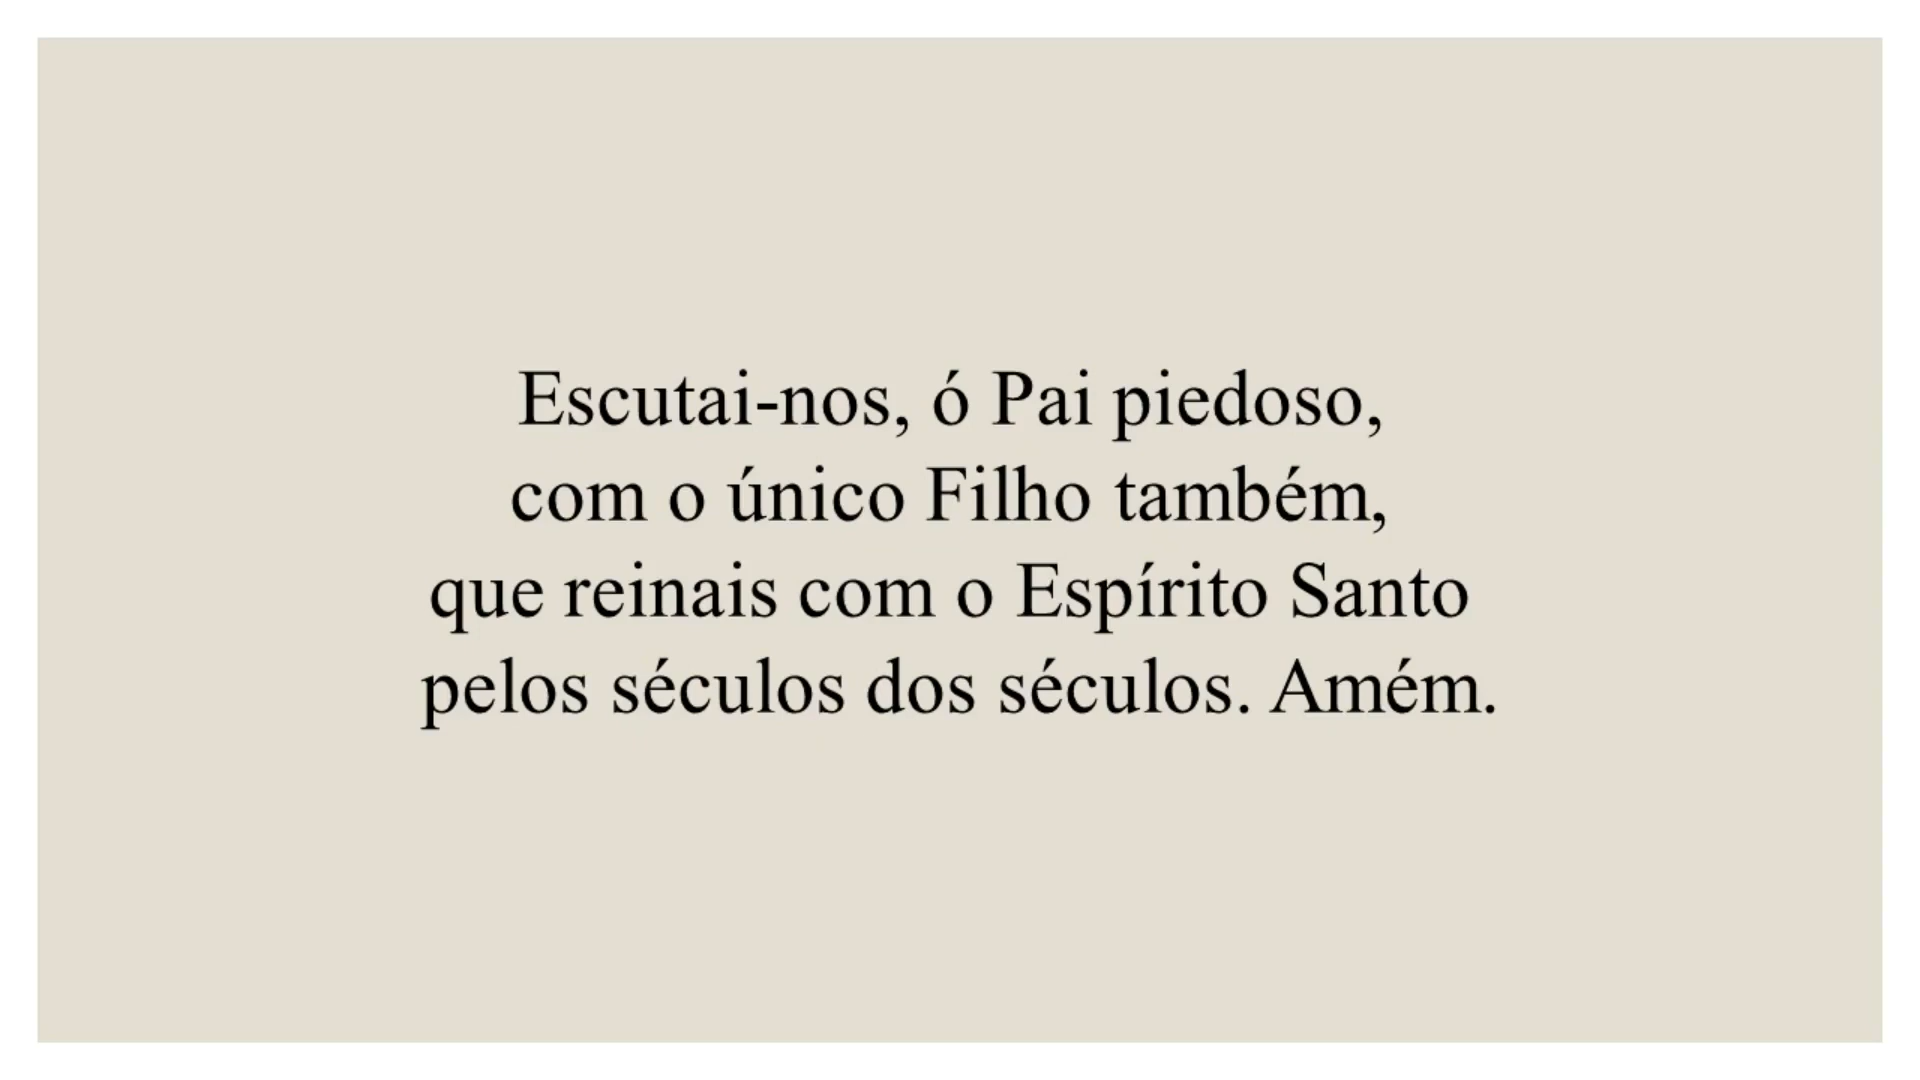 Escutai-nos, ó Pai piedoso,
com o único Filho também,
que reinais com o Espírito Santo
pelos séculos dos séculos. Amém.